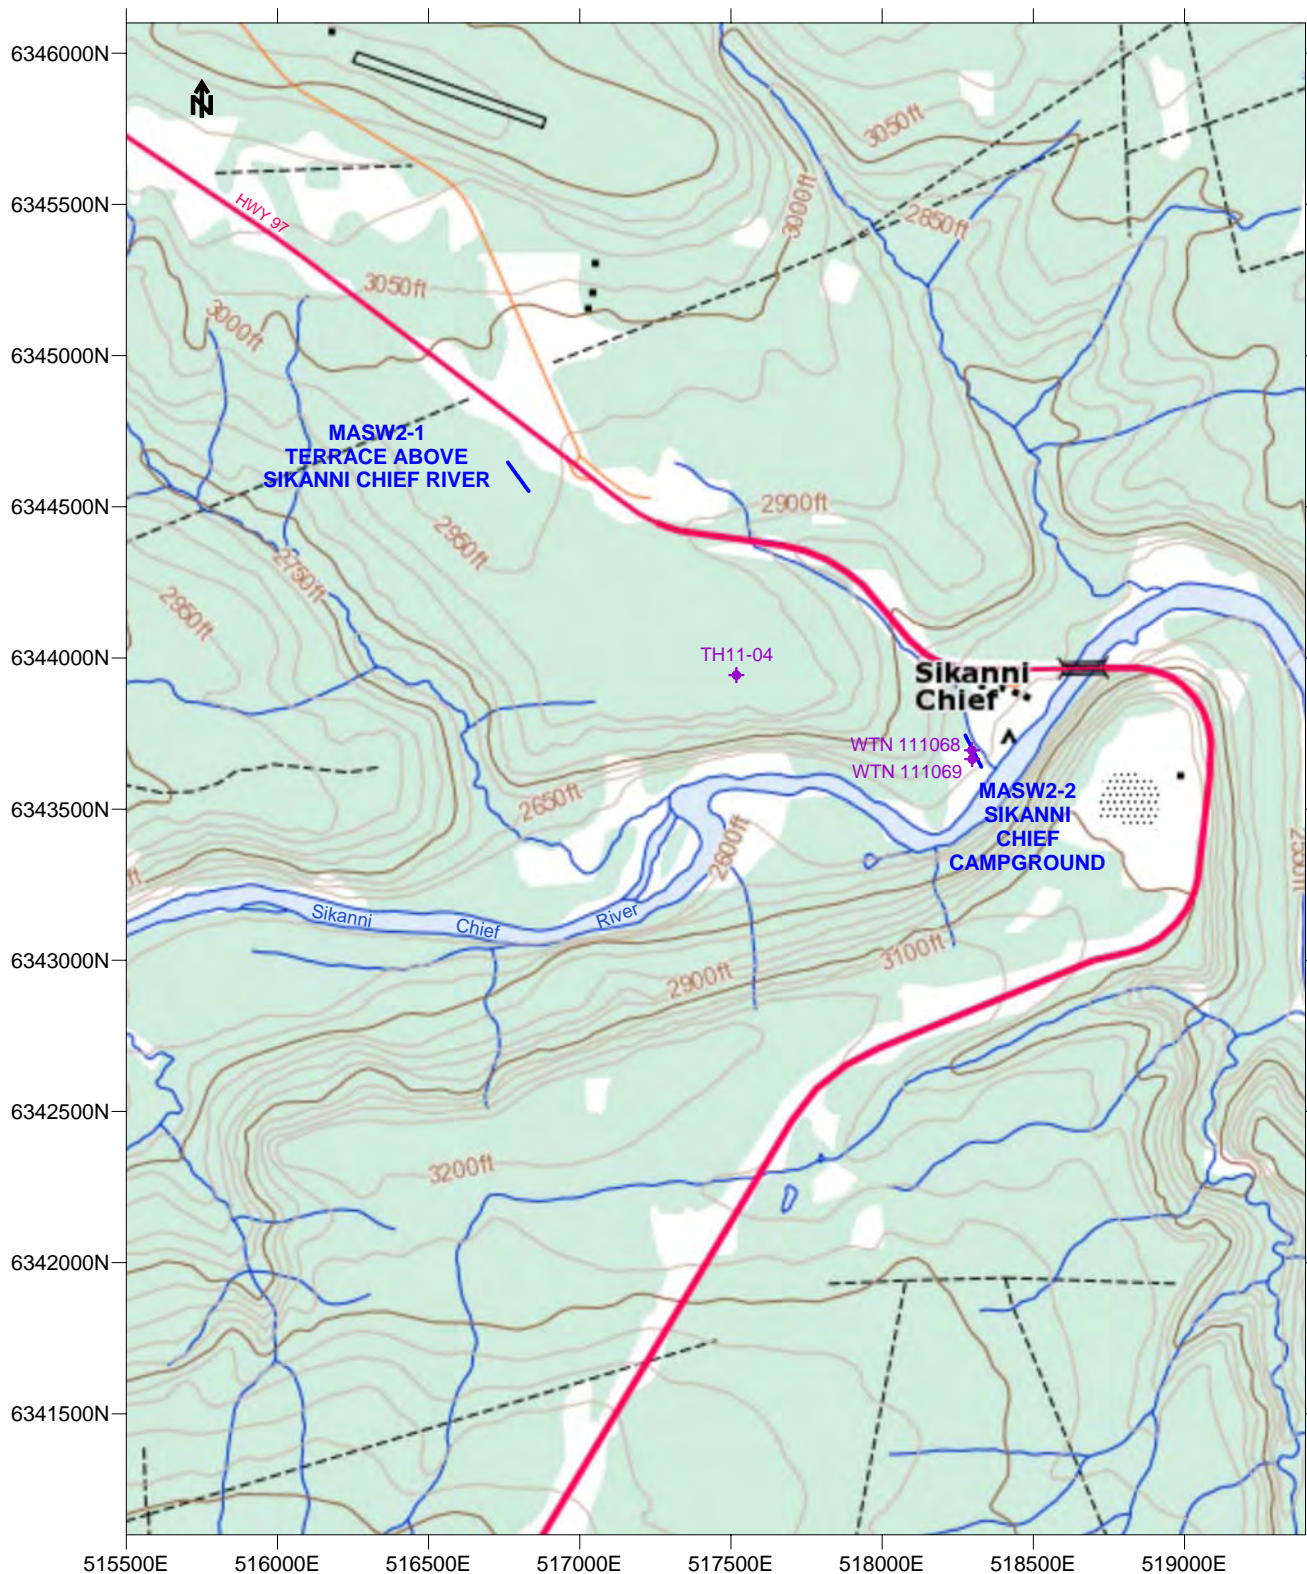 6346000N
N
3050ft
HWY 97
6345500N
3000ft
2850ft
3050ft
3000ft
6345000N
MASW2-1
TERRACE ABOVE
SIKANNI CHIEF RIVER
6344500N
2900ft
2950ft
2750ft
2950ft
6344000N
TH11-04
Sikanni
Chief
WTN 111068
WTN 111069
MASW2-2
SIKANNI
CHIEF
CAMPGROUND
6343500N
2650ft
2600ft
ft
Sikanni Chief River
6343000N
3100ft
2900ft
6342500N
3200ft
6342000N
6341500N
515500E 516000E 516500E 517000E 517500E 518000E 518500E 519000E